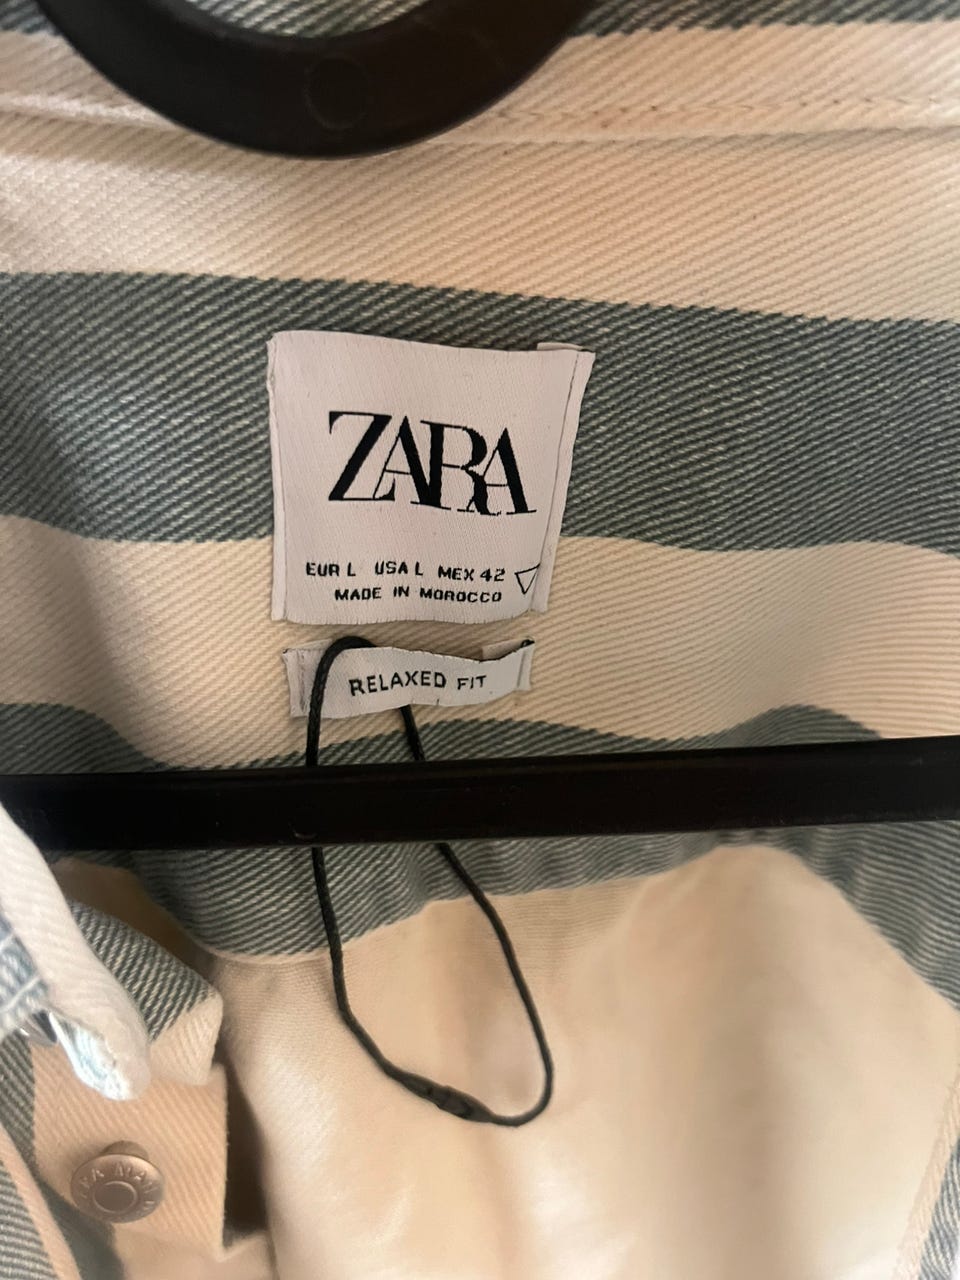 ZARA
EUR L USA L MEX 42
MADE IN MOROCCO
RELAXED FIT